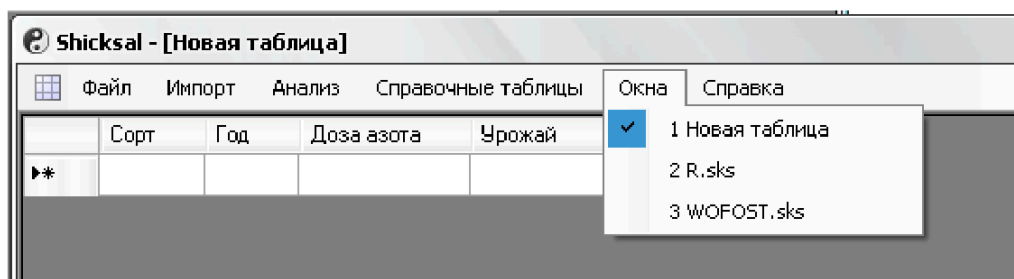 Shicksal - [Новая таблица]
Файл Импорт Анализ Справочные таблицы Окна Справка
Сорт Год Доза азота Урожай
1 Новая таблица
2 R.sks
3 WOFOST.sks